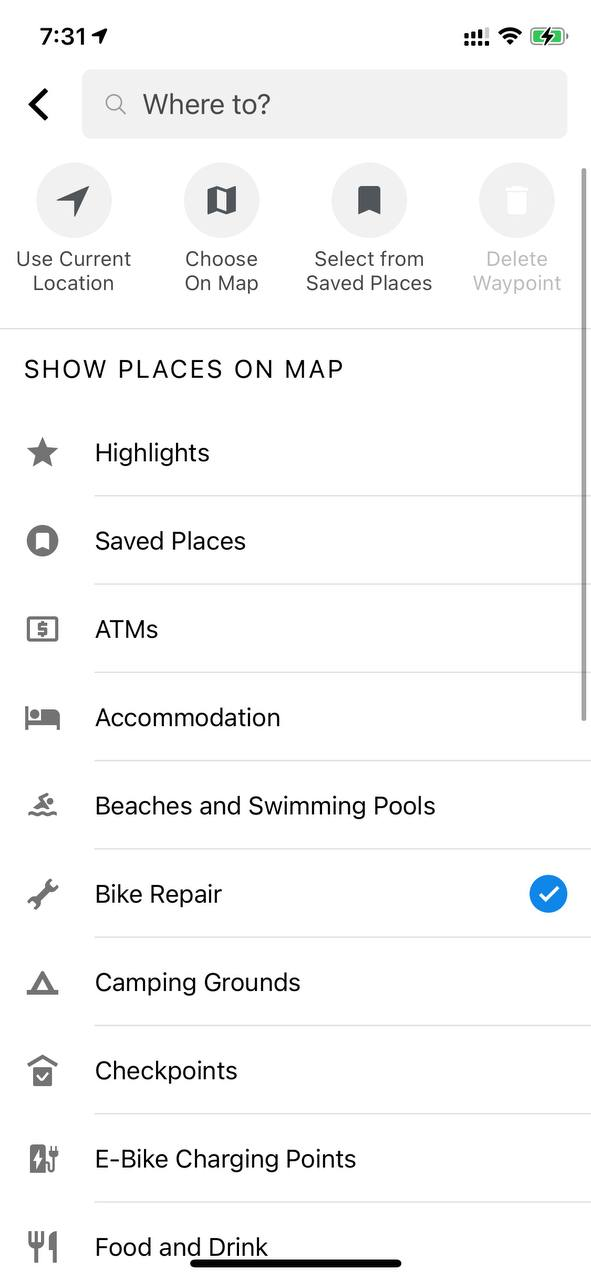 7:31
Where to?
Use Current
Location
Choose
On Map
Select from
Saved Places
Delete
Waypoint
SHOW PLACES ON MAP
Highlights
Saved Places
$
ATMs
Accommodation
Beaches and Swimming Pools
Bike Repair
Camping Grounds
Checkpoints
E-Bike Charging Points
Food and Drink